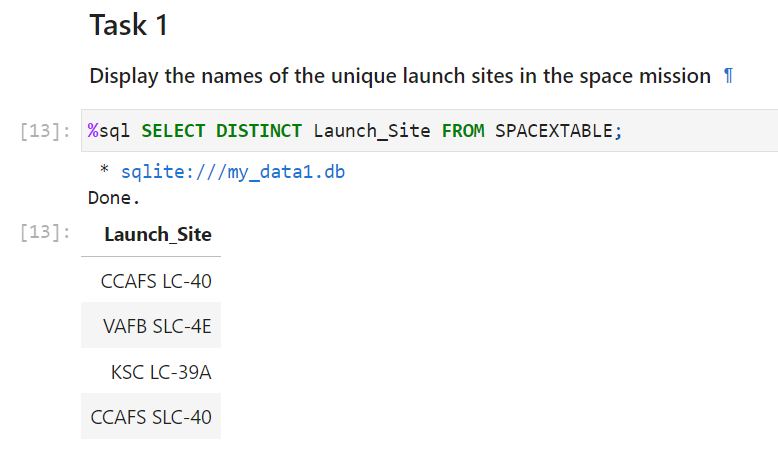 Task 1
Display the names of the unique launch sites in the space mission ¶
[13]: %sql SELECT DISTINCT Launch_Site FROM SPACEXTABLE;
* sqlite:///my_data1.db
Done.
[13]: Launch_Site
CCAFS LC-40
VAFB SLC-4E
KSC LC-39A
CCAFS SLC-40